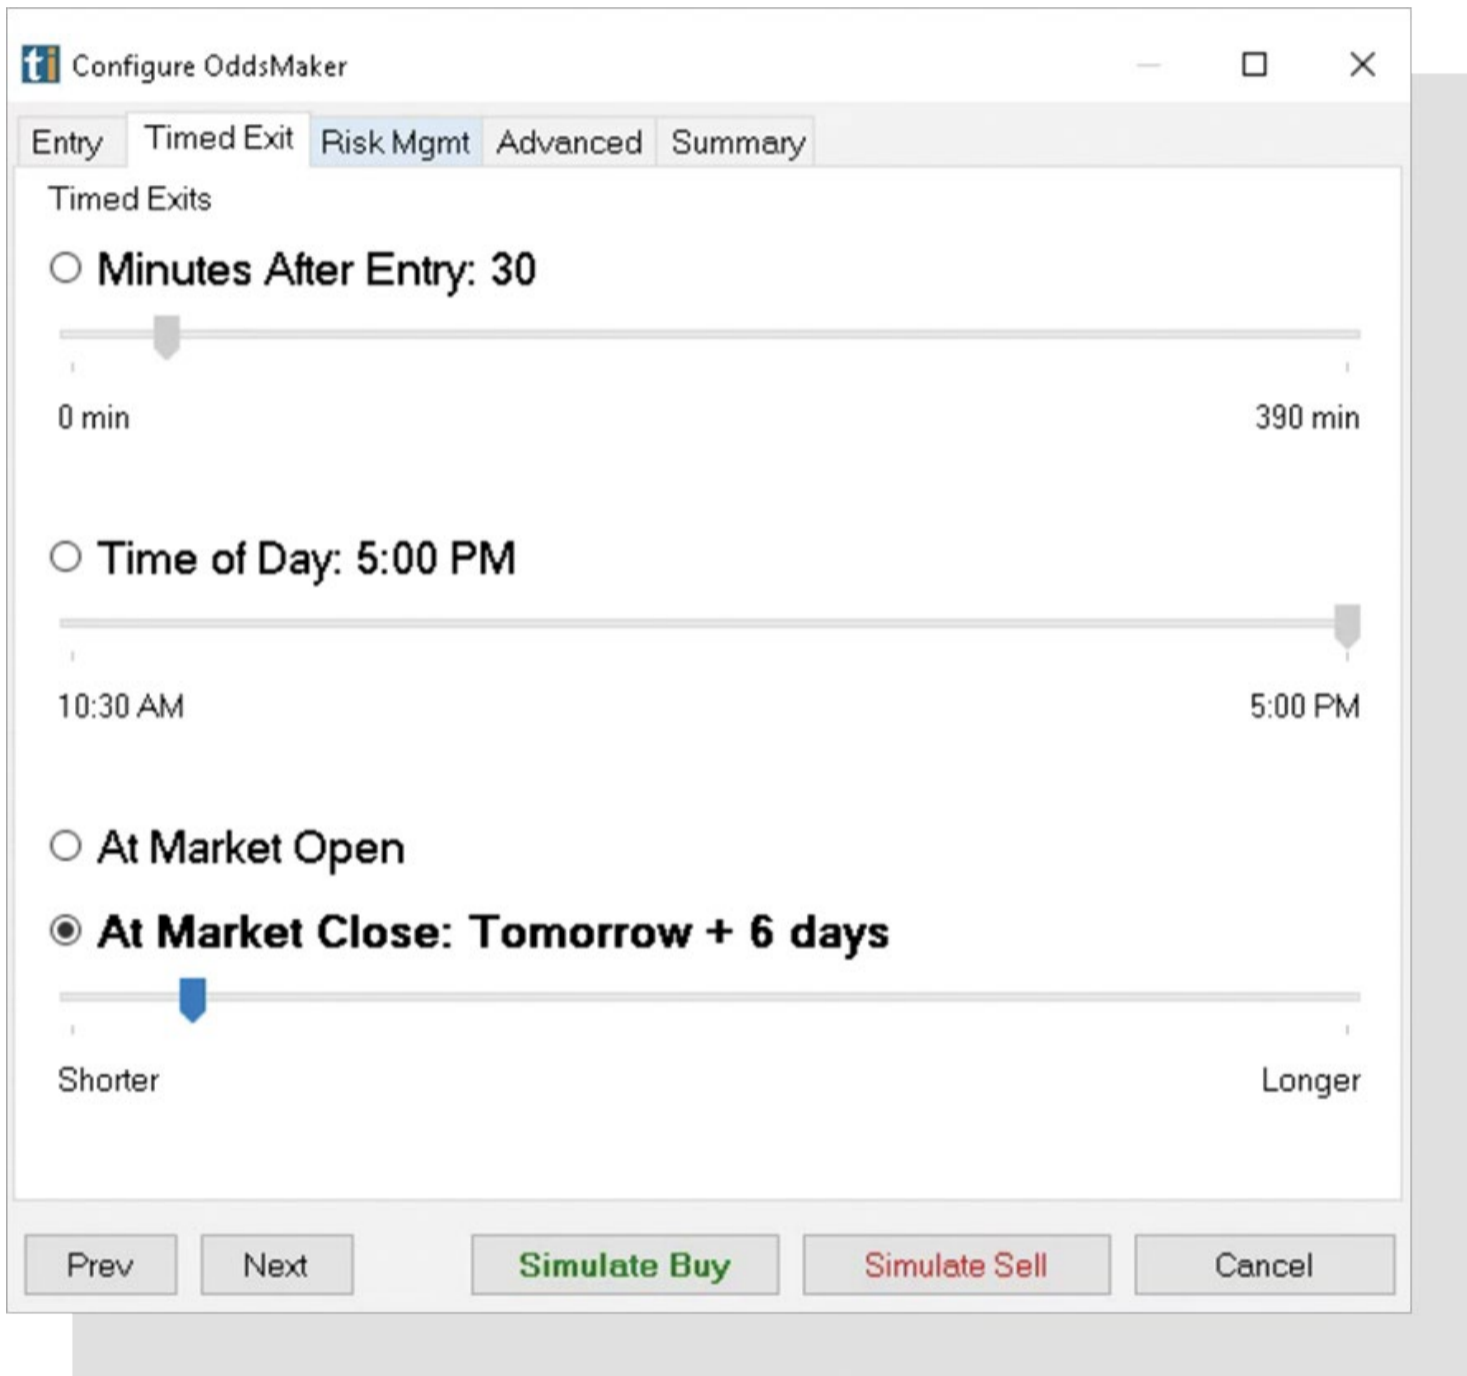 ti Configure OddsMaker
Entry Timed Exit Risk Mgmt Advanced Summary
Timed Exits
Minutes After Entry: 30
0 min 390 min
Time of Day: 5:00 PM
10:30 AM 5:00 PM
At Market Open
At Market Close: Tomorrow + 6 days
Shorter Longer
Prev Next Simulate Buy Simulate Sell Cancel